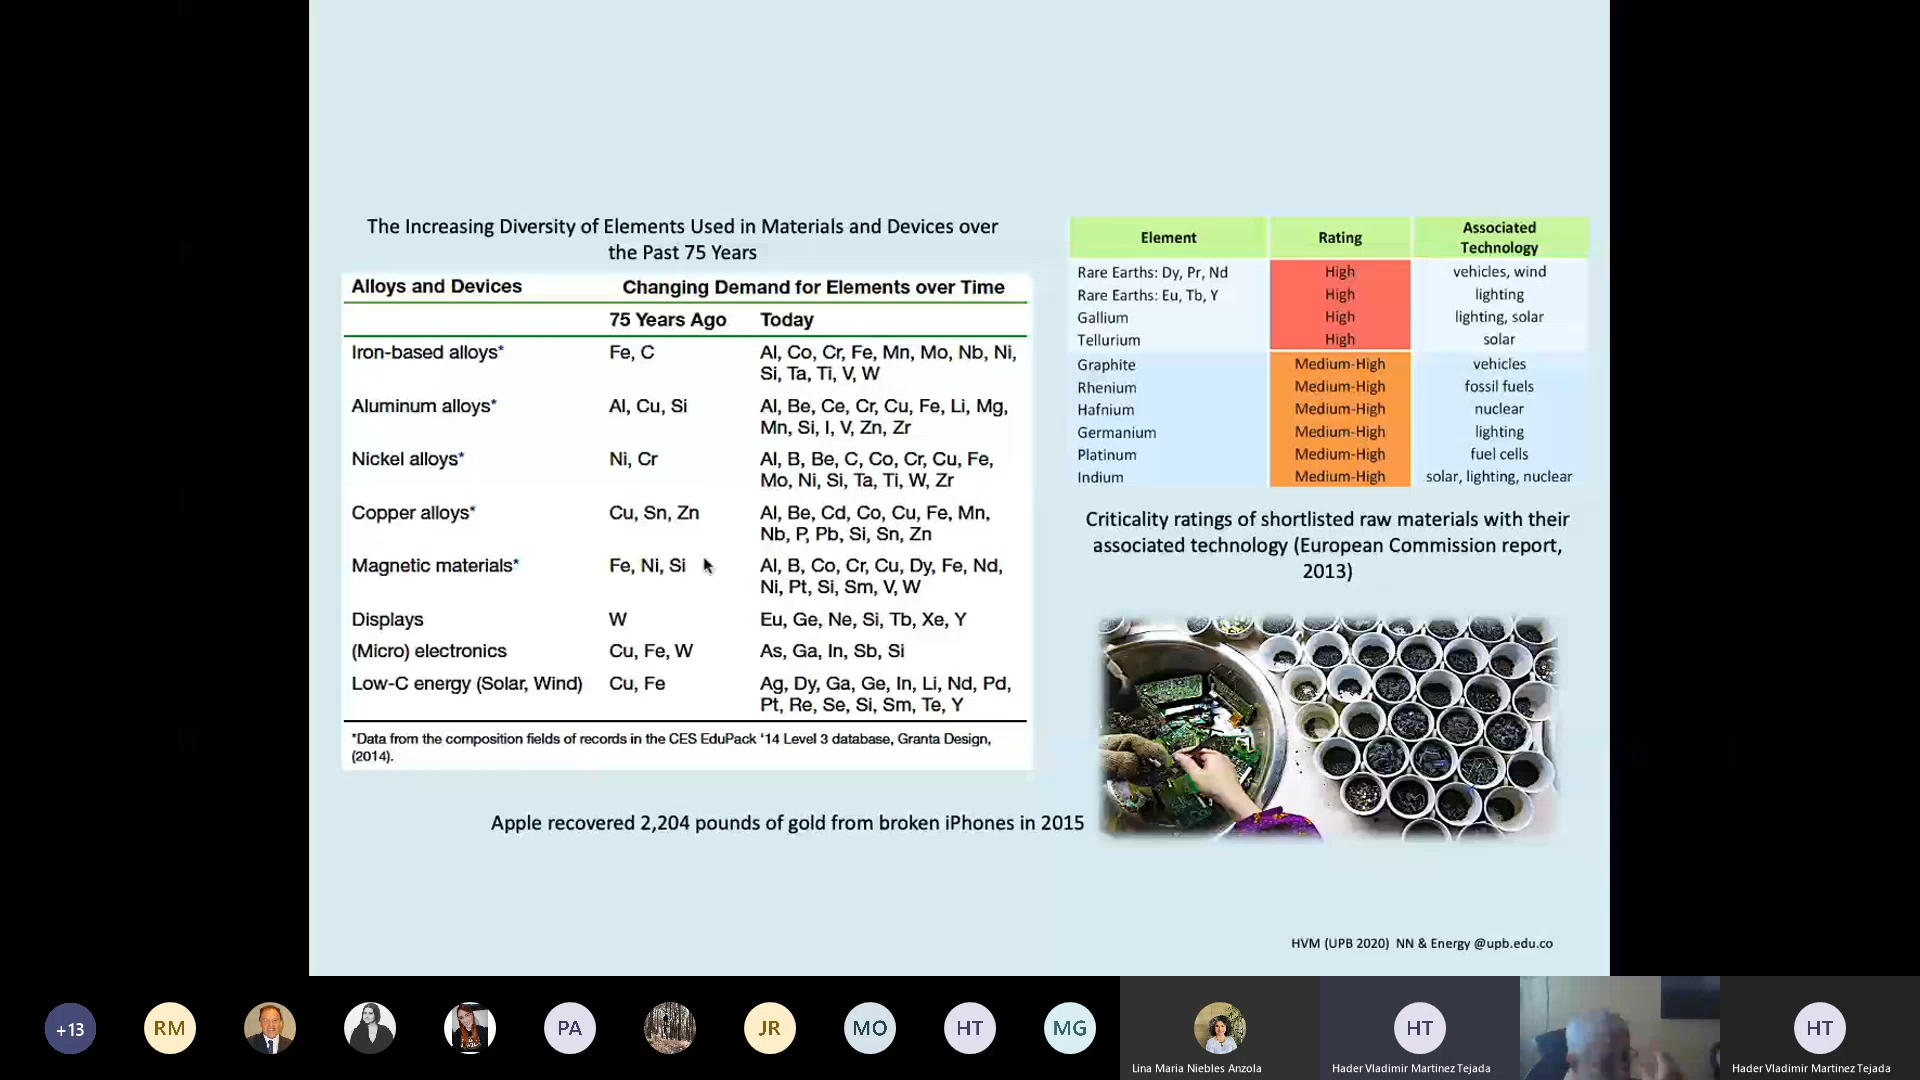 The Increasing Diversity of Elements Used in Materials and Devices over
the Past 75 Years
Alloys and Devices Changing Demand for Elements over Time
75 Years Ago Today
Iron-based alloys* Fe, C Al, Co, Cr, Fe, Mn, Mo, Nb, Ni,
Si, Ta, Ti, V, W
Aluminum alloys* Al, Cu, Si Al, Be, Ce, Cr, Cu, Fe, Li, Mg,
Mn, Si, I, V, Zn, Zr
Nickel alloys* Ni, Cr Al, B, Be, C, Co, Cr, Cu, Fe,
Mo, Ni, Si, Ta, Ti, W, Zr
Copper alloys* Cu, Sn, Zn Al, Be, Cd, Co, Cu, Fe, Mn,
Nb, P, Pb, Si, Sn, Zn
Magnetic materials* Fe, Ni, Si Al, B, Co, Cr, Cu, Dy, Fe, Nd,
Ni, Pt, Si, Sm, V, W
Displays W Eu, Ge, Ne, Si, Tb, Xe, Y
(Micro) electronics Cu, Fe, W As, Ga, In, Sb, Si
Low-C energy (Solar, Wind) Cu, Fe Ag, Dy, Ga, Ge, In, Li, Nd, Pd,
Pt, Re, Se, Si, Sm, Te, Y
*Data from the composition fields of records in the CES EduPack '14 Level 3 database, Granta Design,
(2014).
Element Rating Associated
Technology
Rare Earths: Dy, Pr, Nd High vehicles, wind
Rare Earths: Eu, Tb, Y High lighting
Gallium High lighting, solar
Tellurium High solar
Graphite Medium-High vehicles
Rhenium Medium-High fossil fuels
Hafnium Medium-High nuclear
Germanium Medium-High lighting
Platinum Medium-High fuel cells
Indium Medium-High solar, lighting, nuclear
Criticality ratings of shortlisted raw materials with their
associated technology (European Commission report,
2013)
Apple recovered 2,204 pounds of gold from broken iPhones in 2015
HVM (UPB 2020) NN & Energy @upb.edu.co
+13 RM PA JR MO HT MG HT HT
Lina Maria Niebles Anzola Hader Vladimir Martinez Tejada Hader Vladimir Martinez Tejada